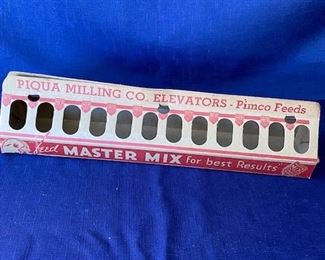 PIQUA MILLING CO. ELEVATORS - Pimco Feeds
Feed MASTER MIX for best Results